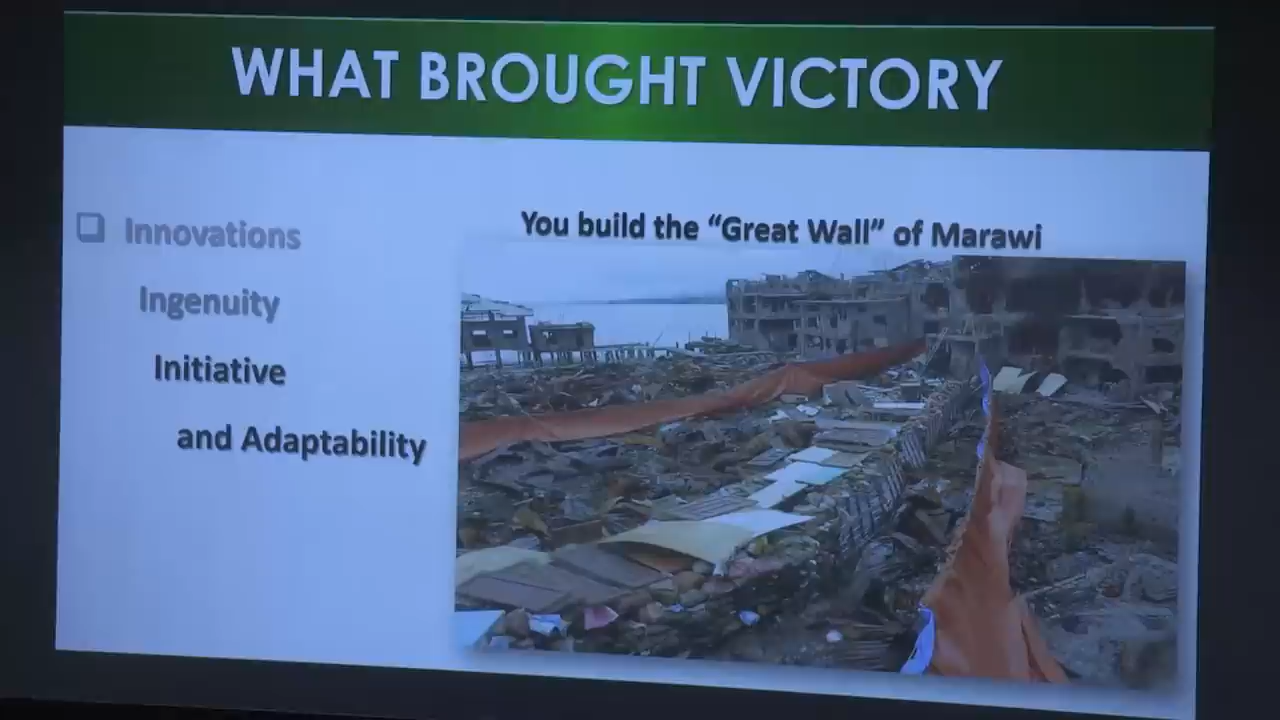 WHAT BROUGHT VICTORY
❑ Innovations
Ingenuity
Initiative
and Adaptability
You build the “Great Wall” of Marawi